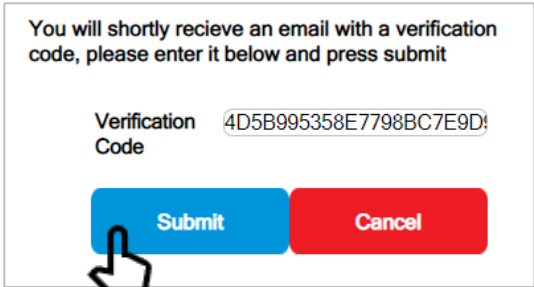 You will shortly recieve an email with a verification
code, please enter it below and press submit
Verification 4D5B995358E7798BC7E9D
Code
Submit Cancel